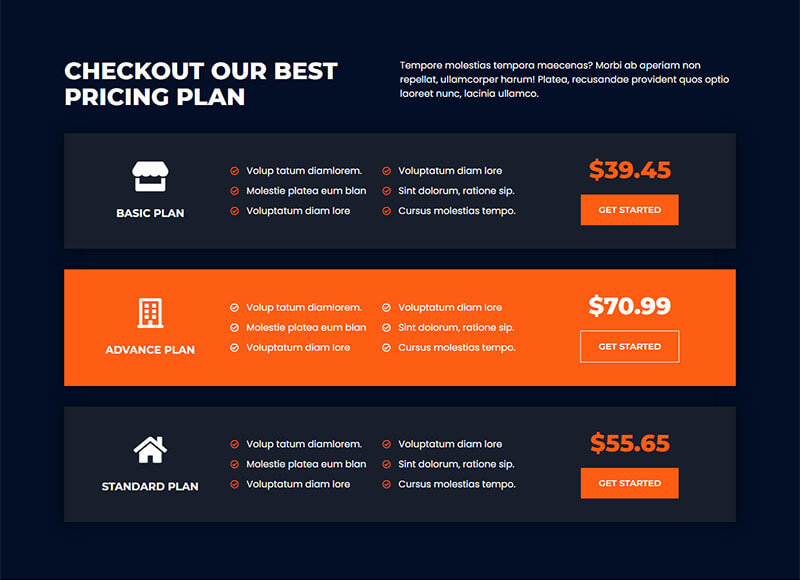 CHECKOUT OUR BEST
PRICING PLAN
Tempore molestias tempora maecenas? Morbi ab aperiam non
repellat, ullamcorper harum! Platea, recusandae provident quos optio
laoreet nunc, lacinia ullamco.
BASIC PLAN
Volup tatum diamlorem.
Molestie platea eum blan
Voluptatum diam lore
Voluptatum diam lore
Sint dolorum, ratione sip.
Cursus molestias tempo.
$39.45
GET STARTED
ADVANCE PLAN
Volup tatum diamlorem.
Molestie platea eum blan
Voluptatum diam lore
Voluptatum diam lore
Sint dolorum, ratione sip.
Cursus molestias tempo.
$70.99
GET STARTED
STANDARD PLAN
Volup tatum diamlorem.
Molestie platea eum blan
Voluptatum diam lore
Voluptatum diam lore
Sint dolorum, ratione sip.
Cursus molestias tempo.
$55.65
GET STARTED